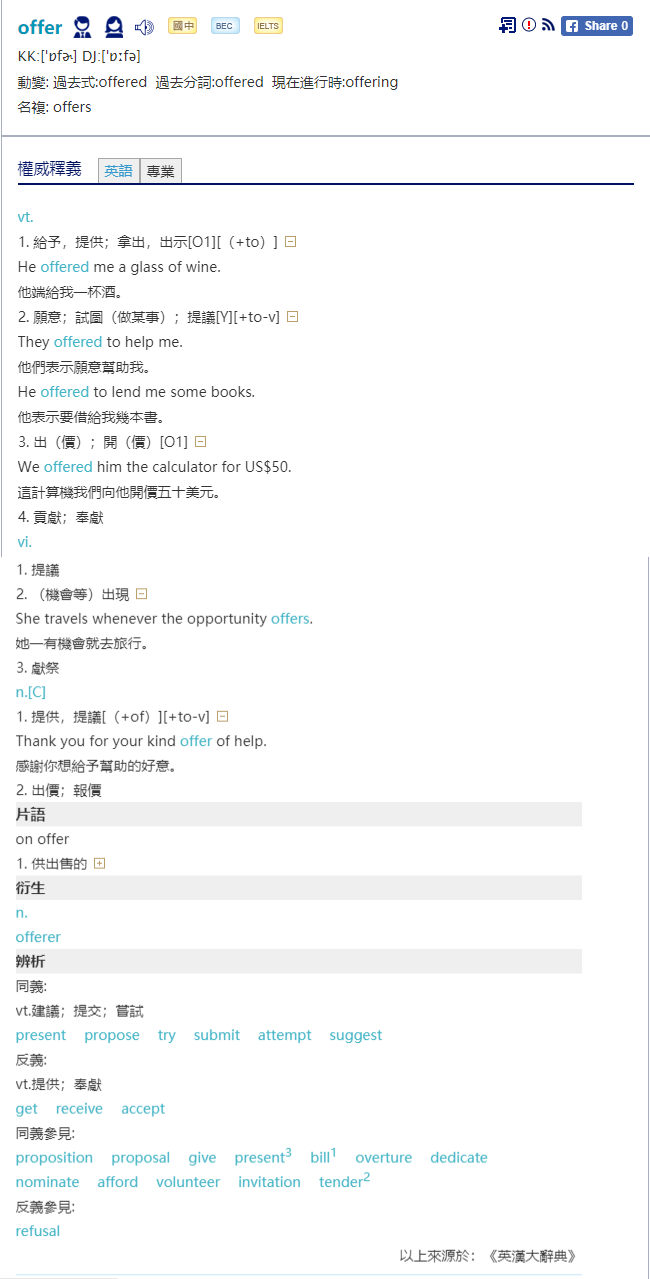 offer 國中 BEC IELTS Share 0
KK:[ˋɒfɚ] DJ:[ˋɒːfə]
動變: 過去式:offered 過去分詞:offered 現在進行時:offering
名複: offers
權威釋義 英語 專業
vt.
1. 給予，提供；拿出，出示[O1][（+to）]
He offered me a glass of wine.
他端給我一杯酒。
2. 願意；試圖（做某事）；提議[Y][+to-v]
They offered to help me.
他們表示願意幫助我。
He offered to lend me some books.
他表示要借給我幾本書。
3. 出（價）；開（價）[O1]
We offered him the calculator for US$50.
這計算機我們向他開價五十美元。
4. 貢獻；奉獻
vi.
1. 提議
2. （機會等）出現
She travels whenever the opportunity offers.
她一有機會就去旅行。
3. 獻祭
n.[C]
1. 提供，提議[（+of）][+to-v]
Thank you for your kind offer of help.
感謝你想給予幫助的好意。
2. 出價；報價
片語
on offer
1. 供出售的
衍生
n.
offerer
辨析
同義:
vt.建議；提交；嘗試
present propose try submit attempt suggest
反義:
vt.提供；奉獻
get receive accept
同義參見:
proposition proposal give present3 bill1 overture dedicate
nominate afford volunteer invitation tender2
反義參見:
refusal
以上來源於：《英漢大辭典》